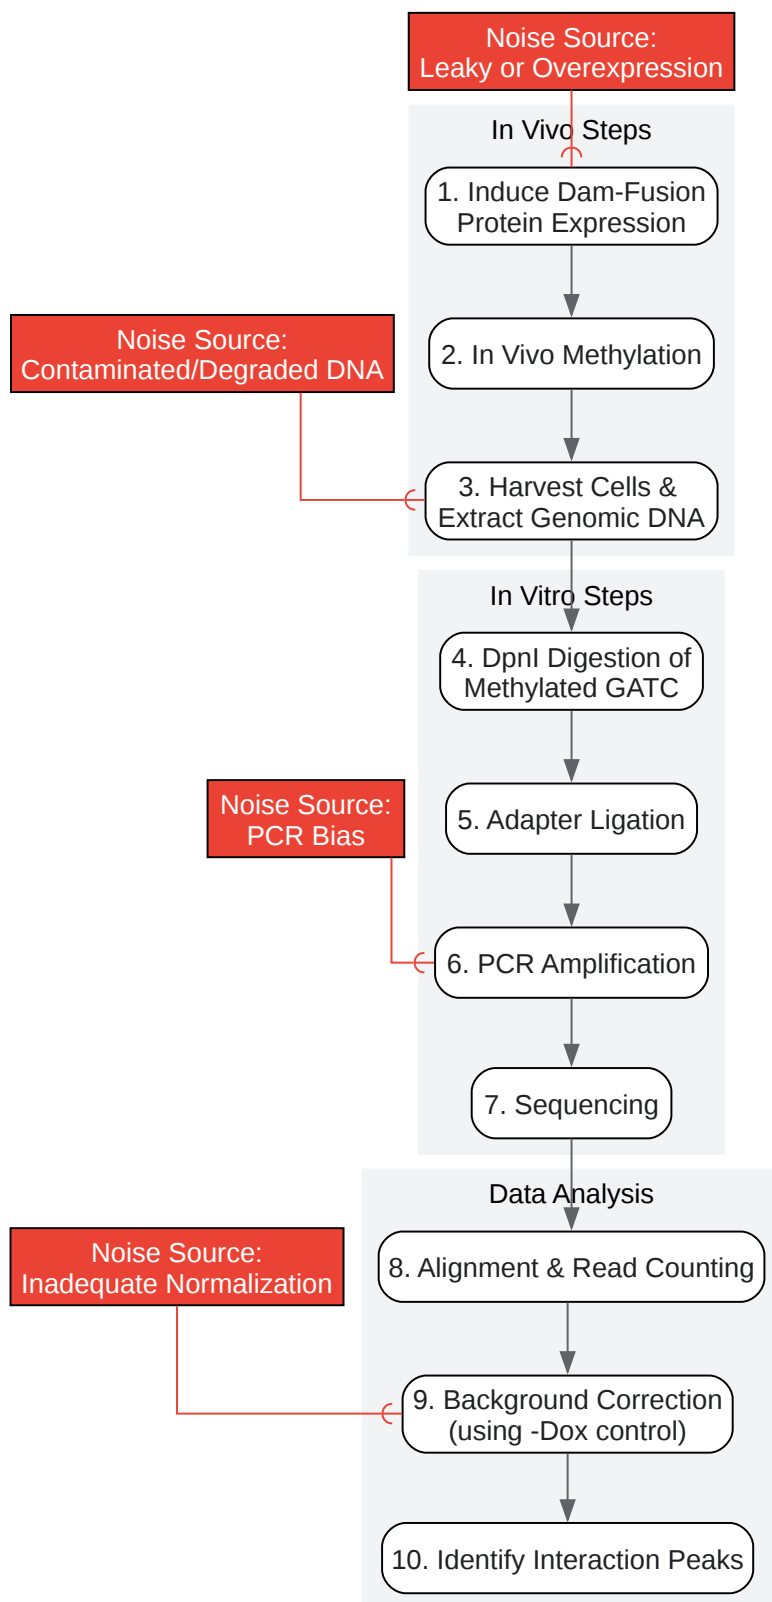 Noise Source:
Leaky or Overexpression
In Vivo Steps
1. Induce Dam-Fusion
Protein Expression
Noise Source:
Contaminated/Degraded DNA
2. In Vivo Methylation
3. Harvest Cells &
Extract Genomic DNA
In Vitro Steps
4. DpnI Digestion of
Methylated GATC
Noise Source:
PCR Bias
5. Adapter Ligation
6. PCR Amplification
7. Sequencing
Data Analysis
Noise Source:
Inadequate Normalization
8. Alignment & Read Counting
9. Background Correction
(using -Dox control)
10. Identify Interaction Peaks